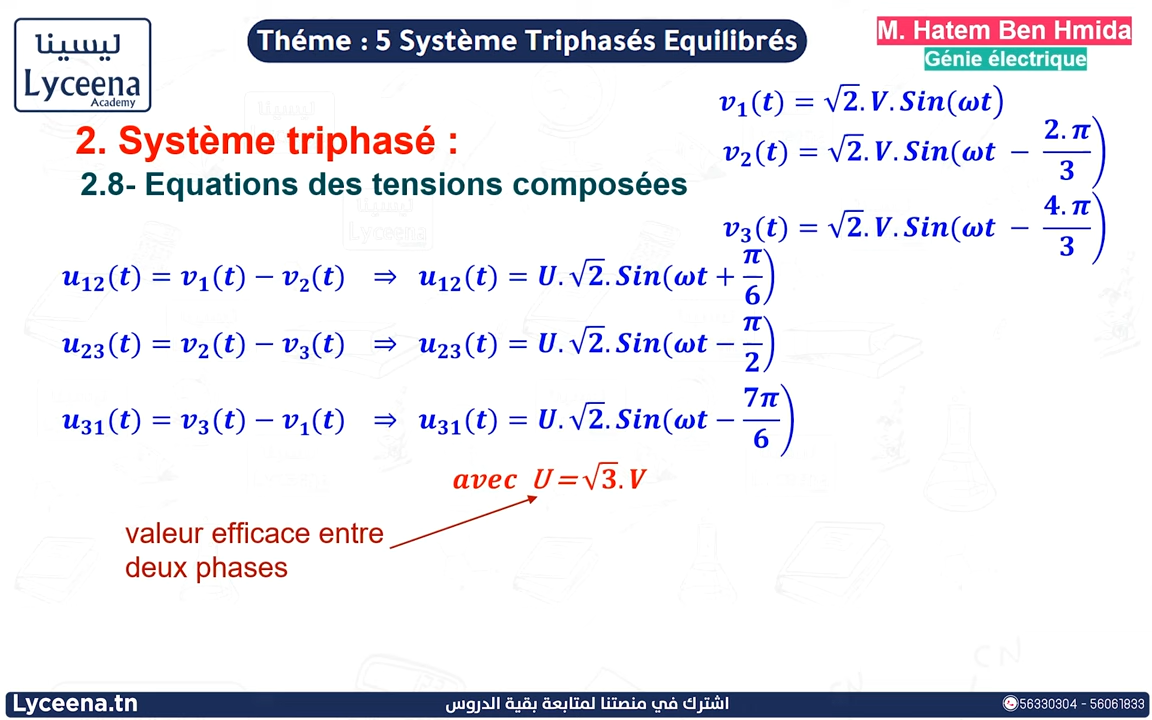 ليسينا
Lyceena
Academy
Théme : 5 Système Triphasés Equilibrés
M. Hatem Ben Hmida
Génie électrique
2. Système triphasé :
2.8- Equations des tensions composées
v₁(t) = √2.V.Sin(ωt)
v₂(t) = √2.V.Sin(ωt − 2.π/3)
v₃(t) = √2.V.Sin(ωt − 4.π/3)
u₁₂(t) = v₁(t) − v₂(t) ⇒ u₁₂(t) = U.√2.Sin(ωt + π/6)
u₂₃(t) = v₂(t) − v₃(t) ⇒ u₂₃(t) = U.√2.Sin(ωt − π/2)
u₃₁(t) = v₃(t) − v₁(t) ⇒ u₃₁(t) = U.√2.Sin(ωt − 7π/6)
avec U = √3.V
valeur efficace entre
deux phases
CN
Lyceena.tn
اشترك في منصتنا لمتابعة بقية الدروس
56330304 - 56061833